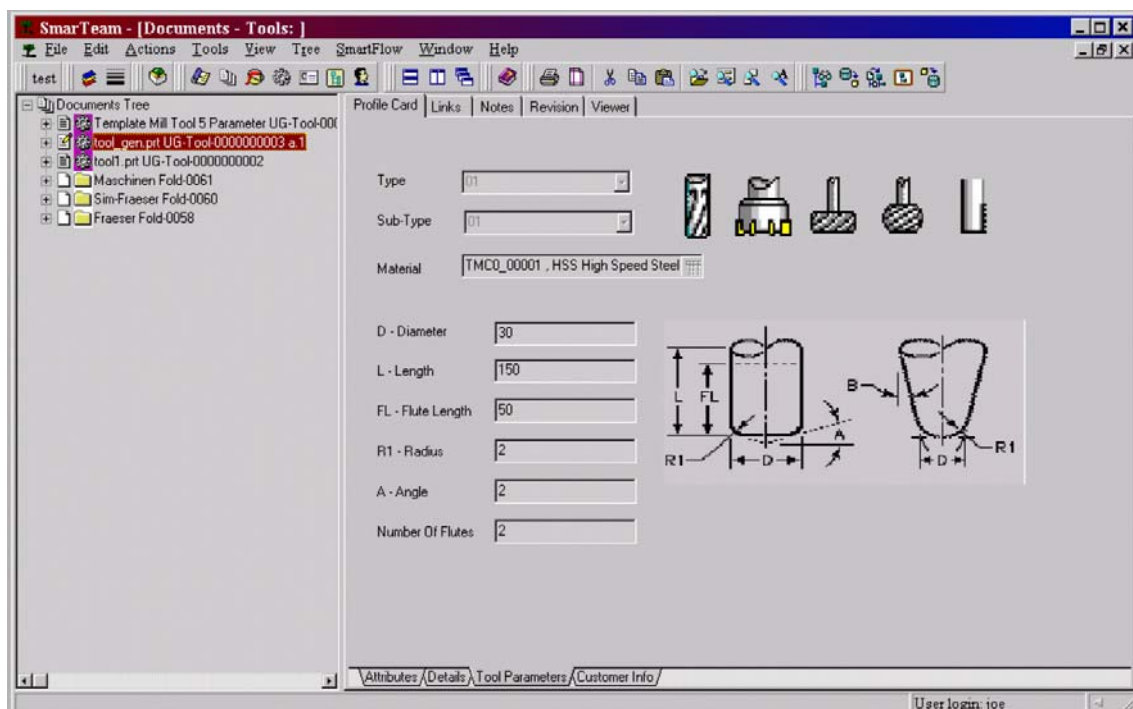 SmarTeam - [Documents - Tools: ]
File Edit Actions Tools View Tree SmartFlow Window Help
test
Documents Tree
Template Mill Tool 5 Parameter UG-Tool-000
tool_gen.prt UG-Tool-0000000003 a.1
tool1.prt UG-Tool-0000000002
Maschinen Fold-0061
Sim-Fraeser Fold-0060
Fraeser Fold-0058
Profile Card Links Notes Revision Viewer
Type 01
Sub-Type 01
Material TMC0_00001 , HSS High Speed Steel
D - Diameter 30
L - Length 150
FL - Flute Length 50
R1 - Radius 2
A - Angle 2
Number Of Flutes 2
L FL A R1 D
B R1 D
Attributes Details Tool Parameters Customer Info
User login: joe